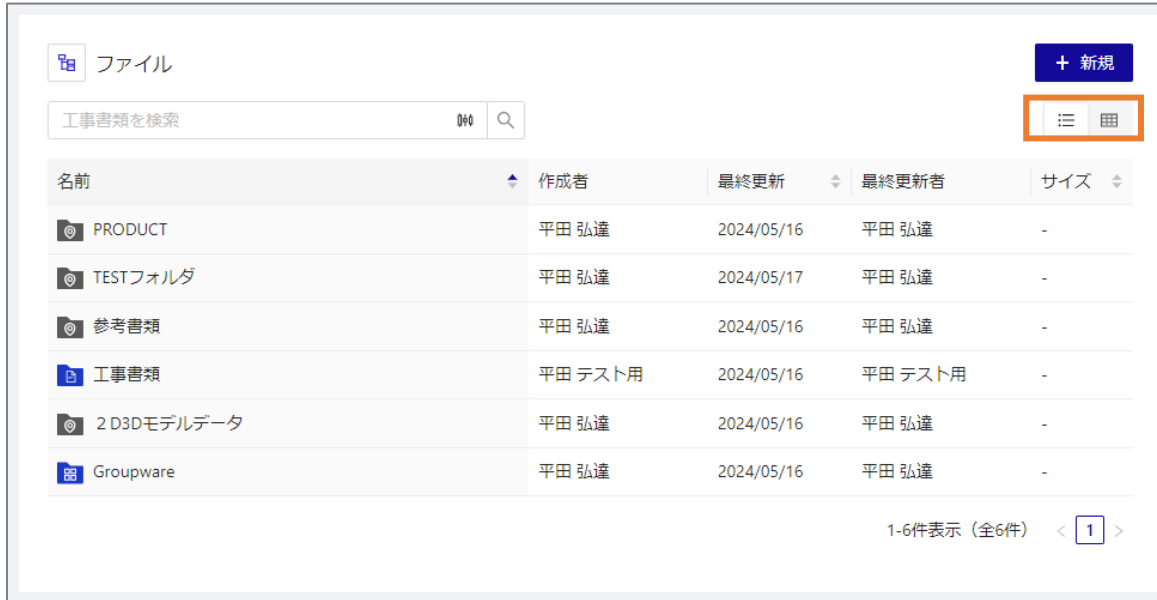 ファイル
+ 新規
工事書類を検索
名前 作成者 最終更新 最終更新者 サイズ
PRODUCT 平田 弘達 2024/05/16 平田 弘達 -
TESTフォルダ 平田 弘達 2024/05/17 平田 弘達 -
参考書類 平田 弘達 2024/05/16 平田 弘達 -
工事書類 平田 テスト用 2024/05/16 平田 テスト用 -
２D3Dモデルデータ 平田 弘達 2024/05/16 平田 弘達 -
Groupware 平田 弘達 2024/05/16 平田 弘達 -
1-6件表示（全6件） < 1 >